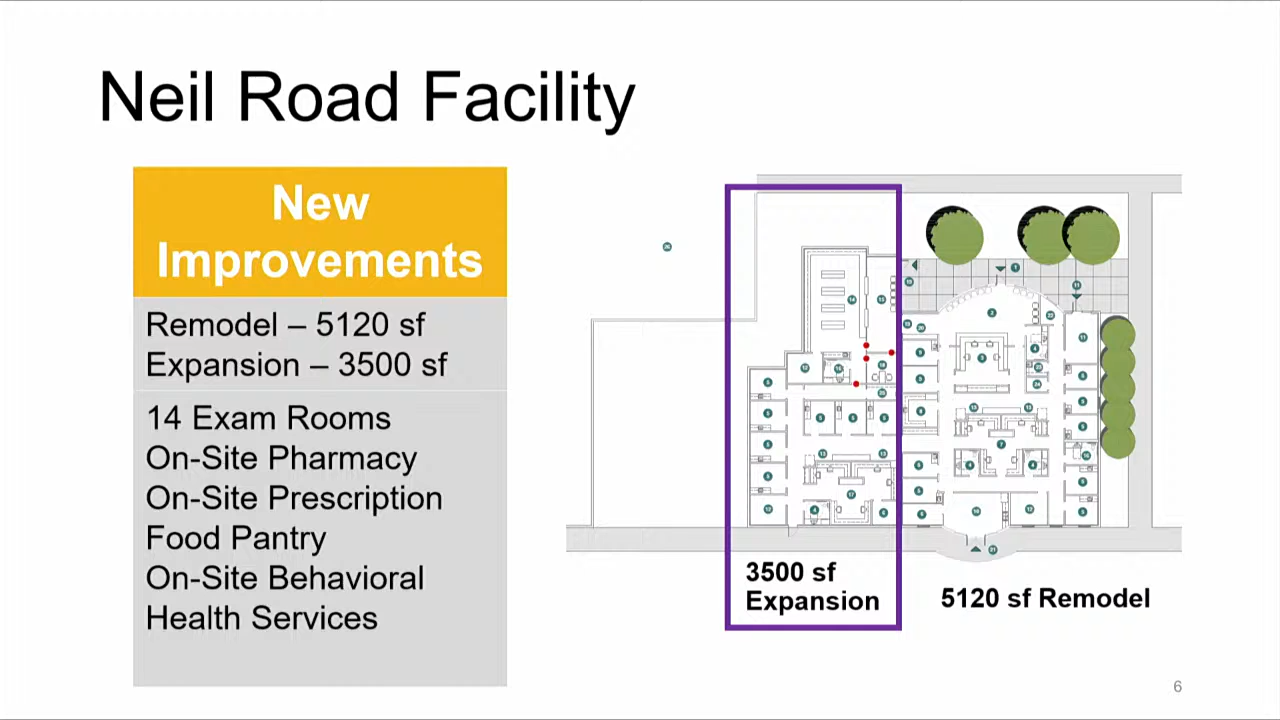 Neil Road Facility
New
Improvements
Remodel – 5120 sf
Expansion – 3500 sf
14 Exam Rooms
On-Site Pharmacy
On-Site Prescription
Food Pantry
On-Site Behavioral
Health Services
3500 sf
Expansion
5120 sf Remodel
6